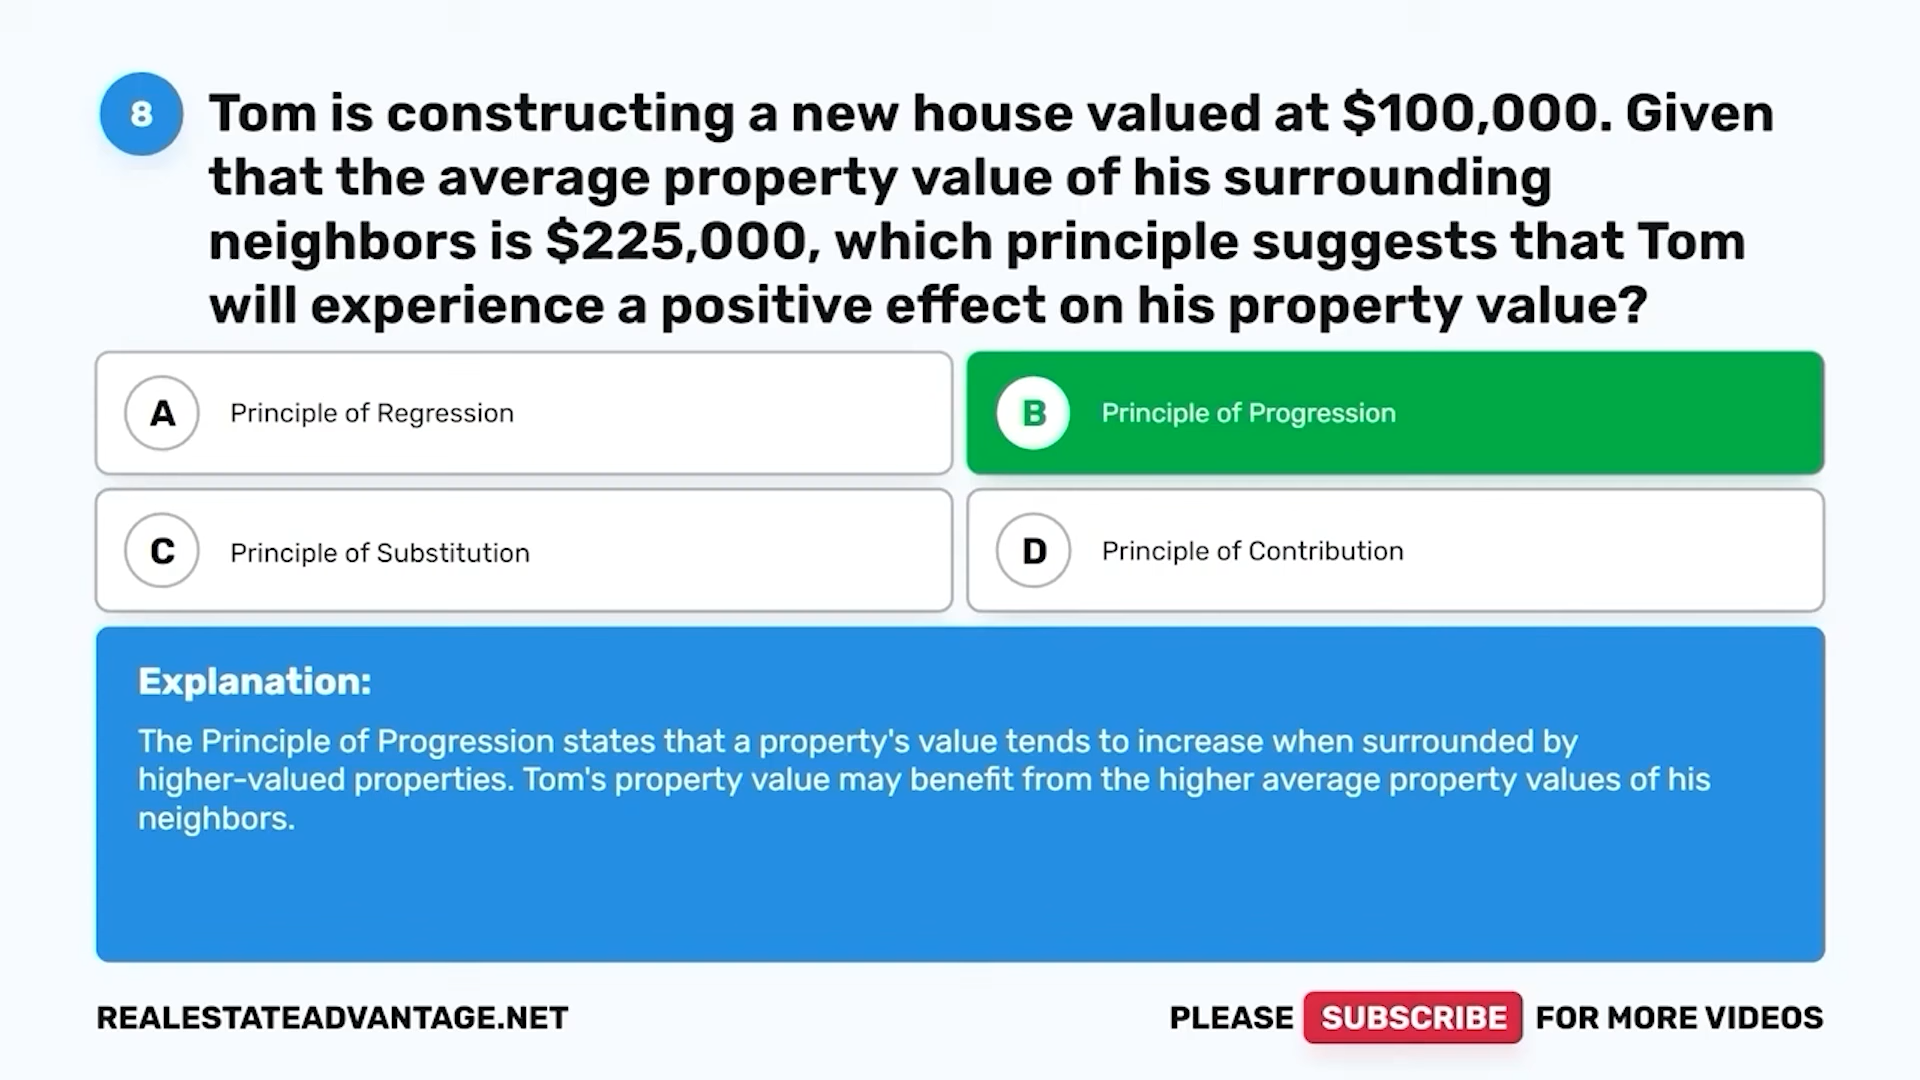 8
Tom is constructing a new house valued at $100,000. Given
that the average property value of his surrounding
neighbors is $225,000, which principle suggests that Tom
will experience a positive effect on his property value?
A Principle of Regression
B Principle of Progression
C Principle of Substitution
D Principle of Contribution
Explanation:
The Principle of Progression states that a property's value tends to increase when surrounded by
higher-valued properties. Tom's property value may benefit from the higher average property values of his
neighbors.
REALESTATEADVANTAGE.NET
PLEASE SUBSCRIBE FOR MORE VIDEOS